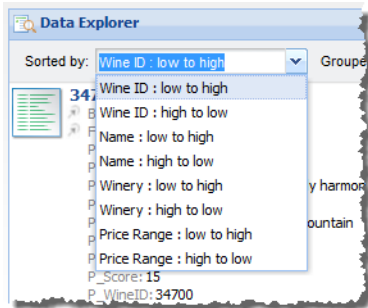 Data Explorer
Sorted by: Wine ID : low to high Groupe
347
Wine ID : low to high
B
Wine ID : high to low
F
Name : low to high
P
Name : high to low
P
Winery : low to high
P y harmon
Winery : high to low
P
P ountain
Price Range : low to high
P
Price Range : high to low
P_Score: 15
P_WineID: 34700